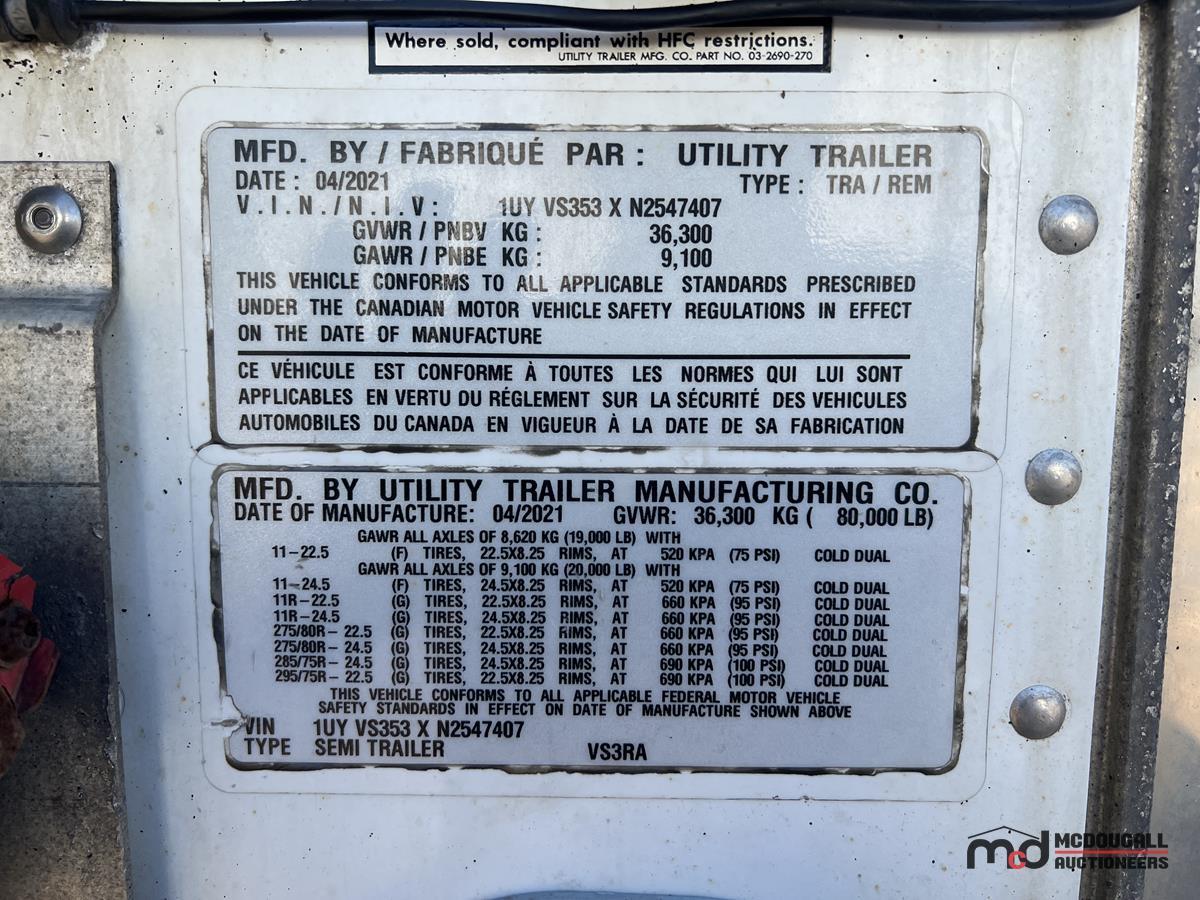 Where sold, compliant with HFC restrictions.
UTILITY TRAILER MFG. CO. PART NO. 03-2690-270
MFD. BY / FABRIQUÉ PAR : UTILITY TRAILER
DATE : 04/2021 TYPE : TRA / REM
V.I.N./N.I.V: 1UY VS353 X N2547407
GVWR / PNBV KG : 36,300
GAWR / PNBE KG : 9,100
THIS VEHICLE CONFORMS TO ALL APPLICABLE STANDARDS PRESCRIBED
UNDER THE CANADIAN MOTOR VEHICLE SAFETY REGULATIONS IN EFFECT
ON THE DATE OF MANUFACTURE
CE VÉHICULE EST CONFORME À TOUTES LES NORMES QUI LUI SONT
APPLICABLES EN VERTU DU RÉGLEMENT SUR LA SÉCURITÉ DES VEHICULES
AUTOMOBILES DU CANADA EN VIGUEUR À LA DATE DE SA FABRICATION
MFD. BY UTILITY TRAILER MANUFACTURING CO.
DATE OF MANUFACTURE: 04/2021 GVWR: 36,300 KG ( 80,000 LB)
GAWR ALL AXLES OF 8,620 KG (19,000 LB) WITH
11-22.5 (F) TIRES, 22.5X8.25 RIMS, AT 520 KPA (75 PSI) COLD DUAL
GAWR ALL AXLES OF 9,100 KG (20,000 LB) WITH
11-24.5 (F) TIRES, 24.5X8.25 RIMS, AT 520 KPA (75 PSI) COLD DUAL
11R-22.5 (G) TIRES, 22.5X8.25 RIMS, AT 660 KPA (95 PSI) COLD DUAL
11R-24.5 (G) TIRES, 24.5X8.25 RIMS, AT 660 KPA (95 PSI) COLD DUAL
275/80R-22.5 (G) TIRES, 22.5X8.25 RIMS, AT 660 KPA (95 PSI) COLD DUAL
275/80R-24.5 (G) TIRES, 24.5X8.25 RIMS, AT 660 KPA (95 PSI) COLD DUAL
285/75R-24.5 (G) TIRES, 24.5X8.25 RIMS, AT 690 KPA (100 PSI) COLD DUAL
295/75R-22.5 (G) TIRES, 22.5X8.25 RIMS, AT 690 KPA (100 PSI) COLD DUAL
THIS VEHICLE CONFORMS TO ALL APPLICABLE FEDERAL MOTOR VEHICLE
SAFETY STANDARDS IN EFFECT ON DATE OF MANUFACTURE SHOWN ABOVE
VIN 1UY VS353 X N2547407
TYPE SEMI TRAILER VS3RA
mcd MCDOUGALL
AUCTIONEERS